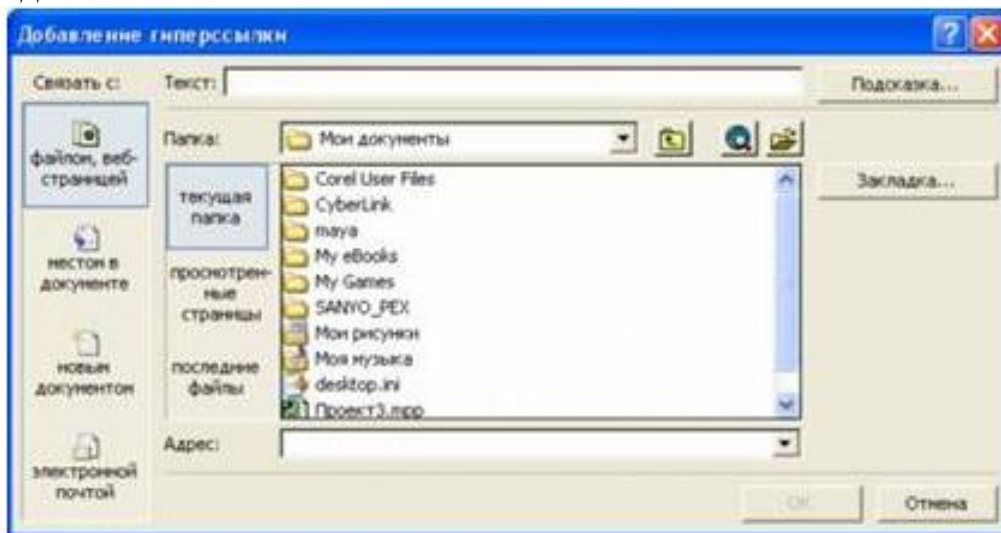 Добавление гиперссылки
Связать с:
Текст:
Подсказка...
файлом, веб-
страницей
Папка:
Мои документы
Закладка...
текущая
папка
Corel User Files
CyberLink
maya
My eBooks
My Games
SANYO_PEX
Мои рисунки
Моя музыка
desktop.ini
Проект3.mpp
местом в
документе
просмотрен-
ные
страницы
новым
документом
последние
файлы
Адрес:
электронной
почтой
ОК
Отмена